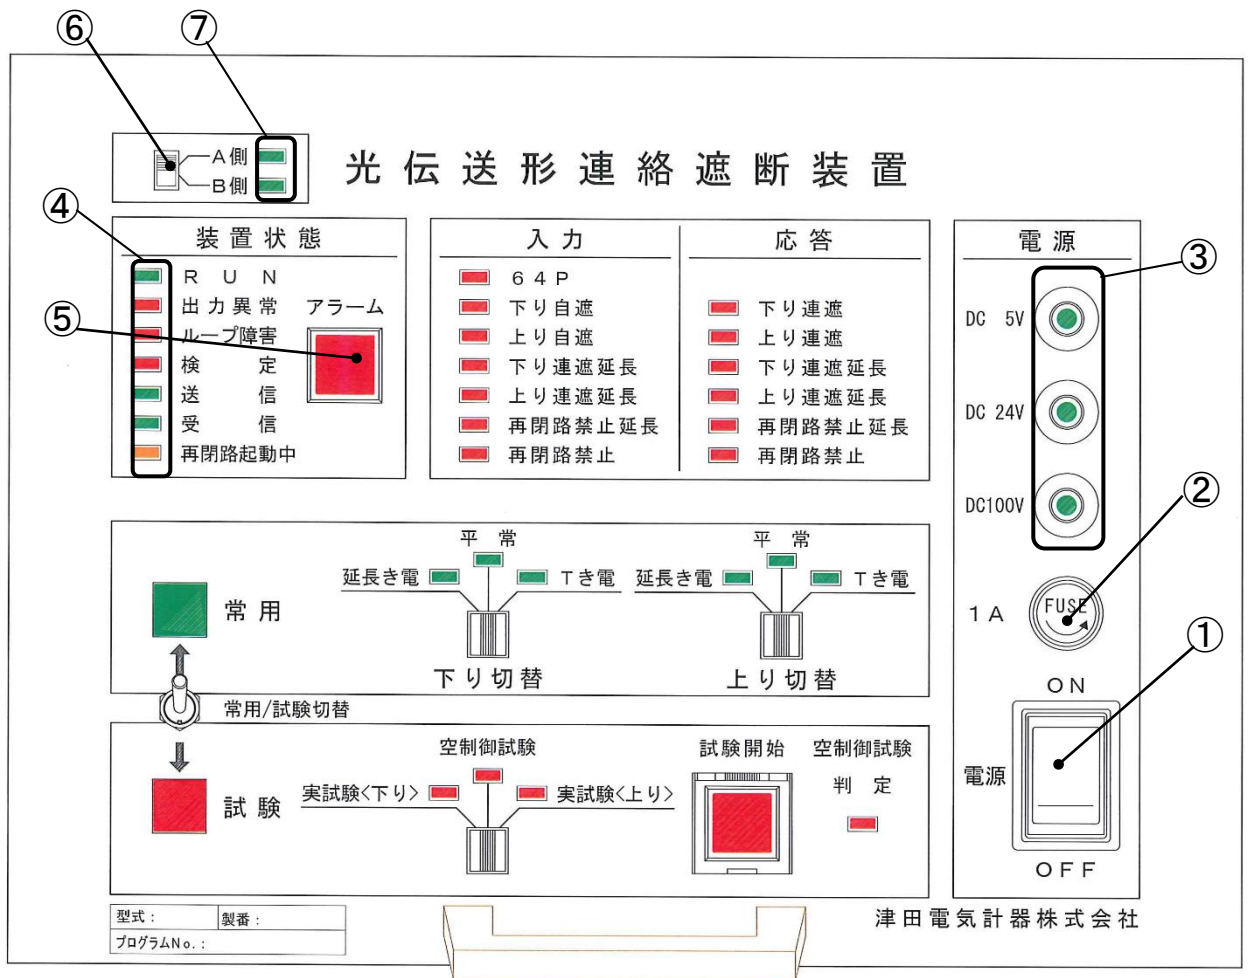 ⑥ ⑦
A側
B側
光伝送形連絡遮断装置
④
装置状態
RUN
出力異常
ループ障害
検定
送信
受信
再閉路起動中
⑤
アラーム
入力
64P
下り自遮
上り自遮
下り連遮延長
上り連遮延長
再閉路禁止延長
再閉路禁止
応答
下り連遮
上り連遮
下り連遮延長
上り連遮延長
再閉路禁止延長
再閉路禁止
電源
③
DC 5V
DC 24V
DC100V
②
1A
FUSE
①
ON
電源
OFF
常用
平常
延長き電
Tき電
下り切替
平常
延長き電
Tき電
上り切替
常用/試験切替
試験
空制御試験
実試験<下り>
実試験<上り>
試験開始
空制御試験
判定
型式:
製番:
プログラムNo.:
津田電気計器株式会社